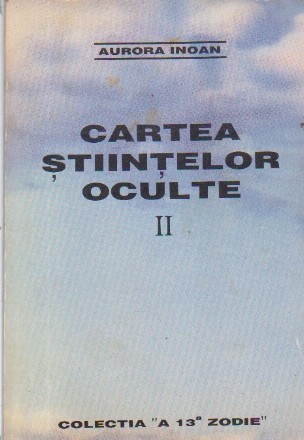 AURORA INOAN
CARTEA
ȘTIINȚELOR
OCULTE
II
COLECTIA "A 13ª ZODIE"